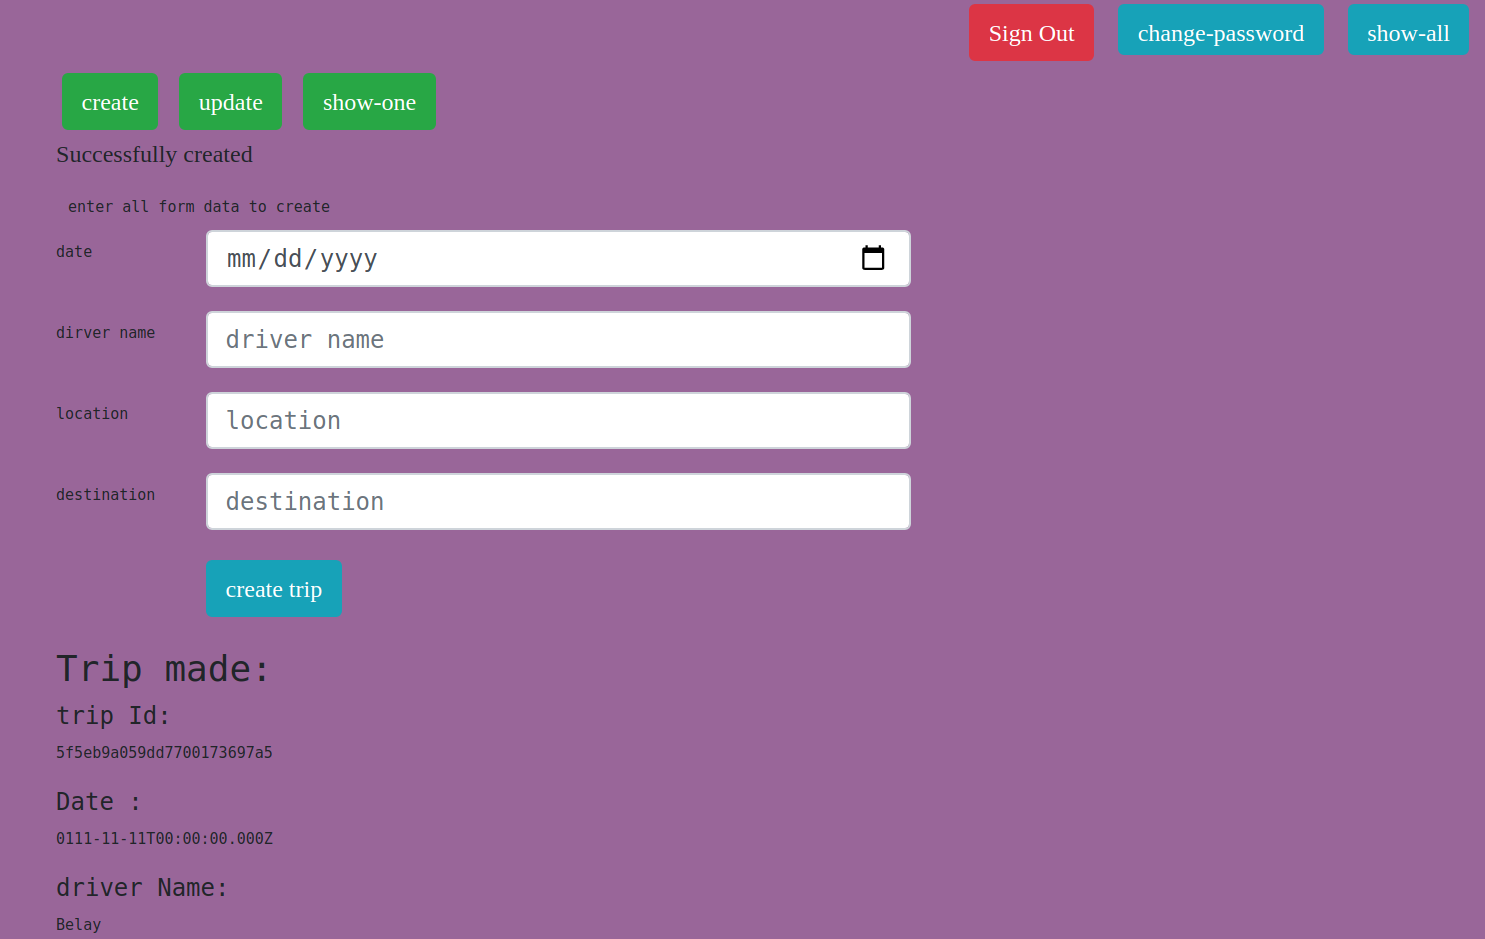 Sign Out change-password show-all
create update show-one
Successfully created
enter all form data to create
date mm/dd/yyyy
dirver name driver name
location location
destination destination
create trip
Trip made:
trip Id:
5f5eb9a059dd7700173697a5
Date :
0111-11-11T00:00:00.000Z
driver Name:
Belay